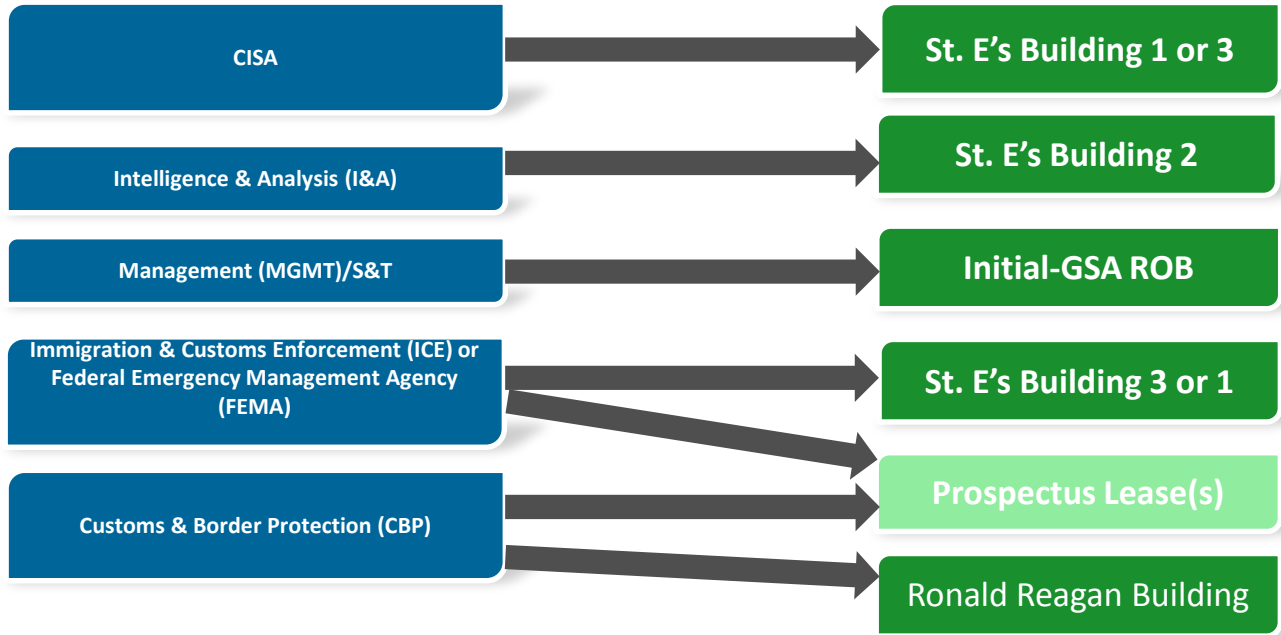 CISA
St. E’s Building 1 or 3
Intelligence & Analysis (I&A)
St. E’s Building 2
Management (MGMT)/S&T
Initial-GSA ROB
Immigration & Customs Enforcement (ICE) or
Federal Emergency Management Agency
(FEMA)
St. E’s Building 3 or 1
Prospectus Lease(s)
Customs & Border Protection (CBP)
Ronald Reagan Building